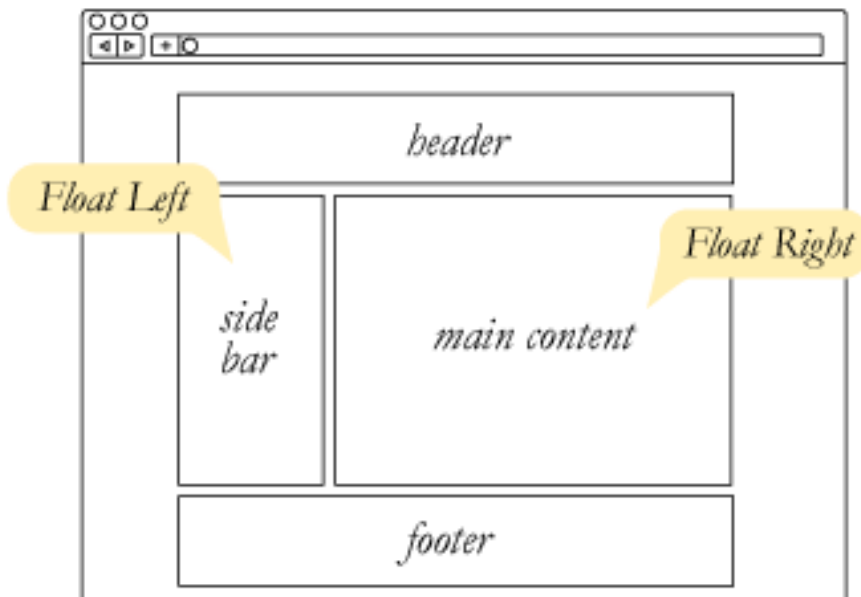 header
Float Left
Float Right
side
bar
main content
footer